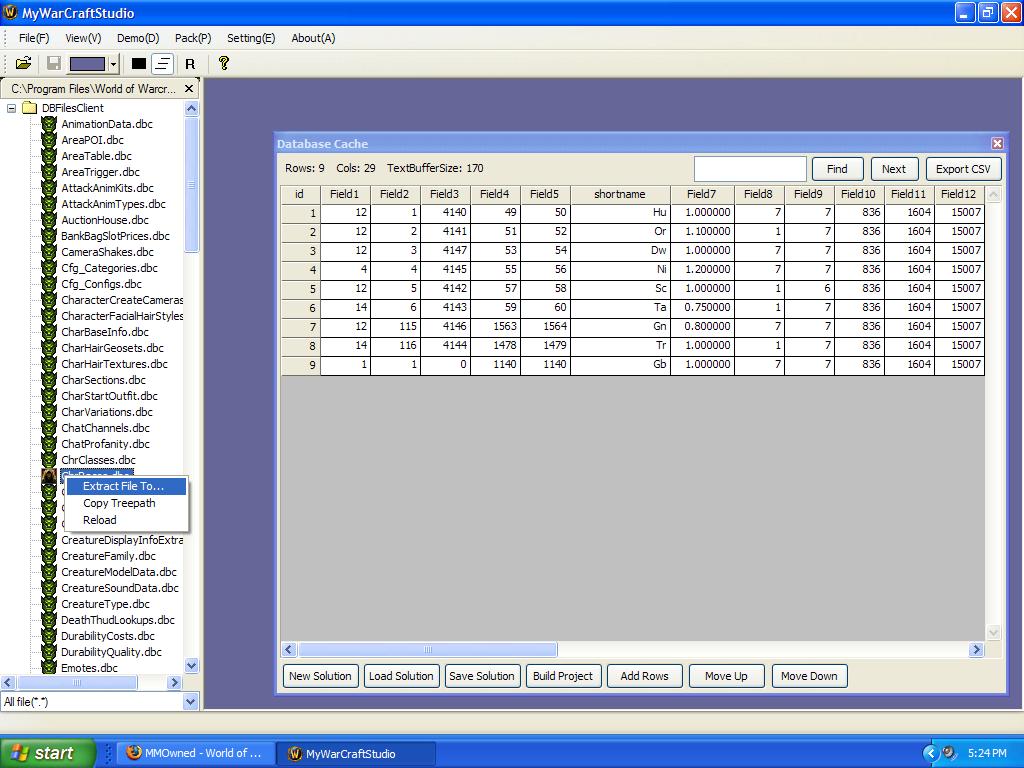 MyWarCraftStudio
File(F) View(V) Demo(D) Pack(P) Setting(E) About(A)
R ?
C:\Program Files\World of Warcr...
DBFilesClient
AnimationData.dbc
AreaPOI.dbc
AreaTable.dbc
AreaTrigger.dbc
AttackAnimKits.dbc
AttackAnimTypes.dbc
AuctionHouse.dbc
BankBagSlotPrices.dbc
CameraShakes.dbc
Cfg_Categories.dbc
Cfg_Configs.dbc
CharacterCreateCameras
CharacterFacialHairStyles
CharBaseInfo.dbc
CharHairGeosets.dbc
CharHairTextures.dbc
CharSections.dbc
CharStartOutfit.dbc
CharVariations.dbc
ChatChannels.dbc
ChatProfanity.dbc
ChrClasses.dbc
Extract File To...
Copy Treepath
Reload
CreatureDisplayInfoExtra
CreatureFamily.dbc
CreatureModelData.dbc
CreatureSoundData.dbc
CreatureType.dbc
DeathThudLookups.dbc
DurabilityCosts.dbc
DurabilityQuality.dbc
Emotes.dbc
All file(*.*)
Database Cache
Rows: 9 Cols: 29 TextBufferSize: 170 Find Next Export CSV
id Field1 Field2 Field3 Field4 Field5 shortname Field7 Field8 Field9 Field10 Field11 Field12
1 12 1 4140 49 50 Hu 1.000000 7 7 836 1604 15007
2 12 2 4141 51 52 Or 1.100000 1 7 836 1604 15007
3 12 3 4147 53 54 Dw 1.000000 7 7 836 1604 15007
4 4 4 4145 55 56 Ni 1.200000 7 7 836 1604 15007
5 12 5 4142 57 58 Sc 1.000000 1 6 836 1604 15007
6 14 6 4143 59 60 Ta 0.750000 1 7 836 1604 15007
7 12 115 4146 1563 1564 Gn 0.800000 7 7 836 1604 15007
8 14 116 4144 1478 1479 Tr 1.000000 1 7 836 1604 15007
9 1 1 0 1140 1140 Gb 1.000000 7 7 836 1604 15007
New Solution Load Solution Save Solution Build Project Add Rows Move Up Move Down
start MMOwned - World of ... MyWarCraftStudio 5:24 PM